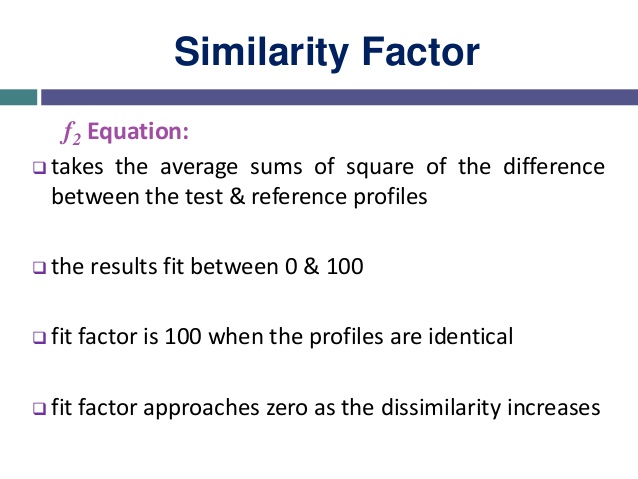 Similarity Factor
f2 Equation:
takes the average sums of square of the difference
between the test & reference profiles
the results fit between 0 & 100
fit factor is 100 when the profiles are identical
fit factor approaches zero as the dissimilarity increases